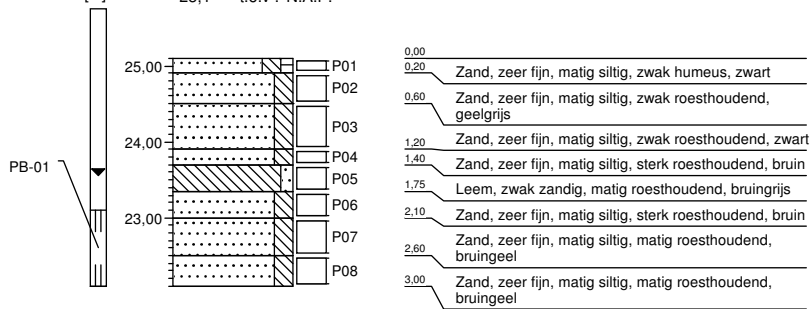 25,00
24,00
23,00
PB-01
P01
P02
P03
P04
P05
P06
P07
P08
0,00
0,20
Zand, zeer fijn, matig siltig, zwak humeus, zwart
0,60
Zand, zeer fijn, matig siltig, zwak roesthoudend,
geelgrijs
1,20
Zand, zeer fijn, matig siltig, zwak roesthoudend, zwart
1,40
Zand, zeer fijn, matig siltig, sterk roesthoudend, bruin
1,75
Leem, zwak zandig, matig roesthoudend, bruingrijs
2,10
Zand, zeer fijn, matig siltig, sterk roesthoudend, bruin
2,60
Zand, zeer fijn, matig siltig, matig roesthoudend,
bruingeel
3,00
Zand, zeer fijn, matig siltig, matig roesthoudend,
bruingeel